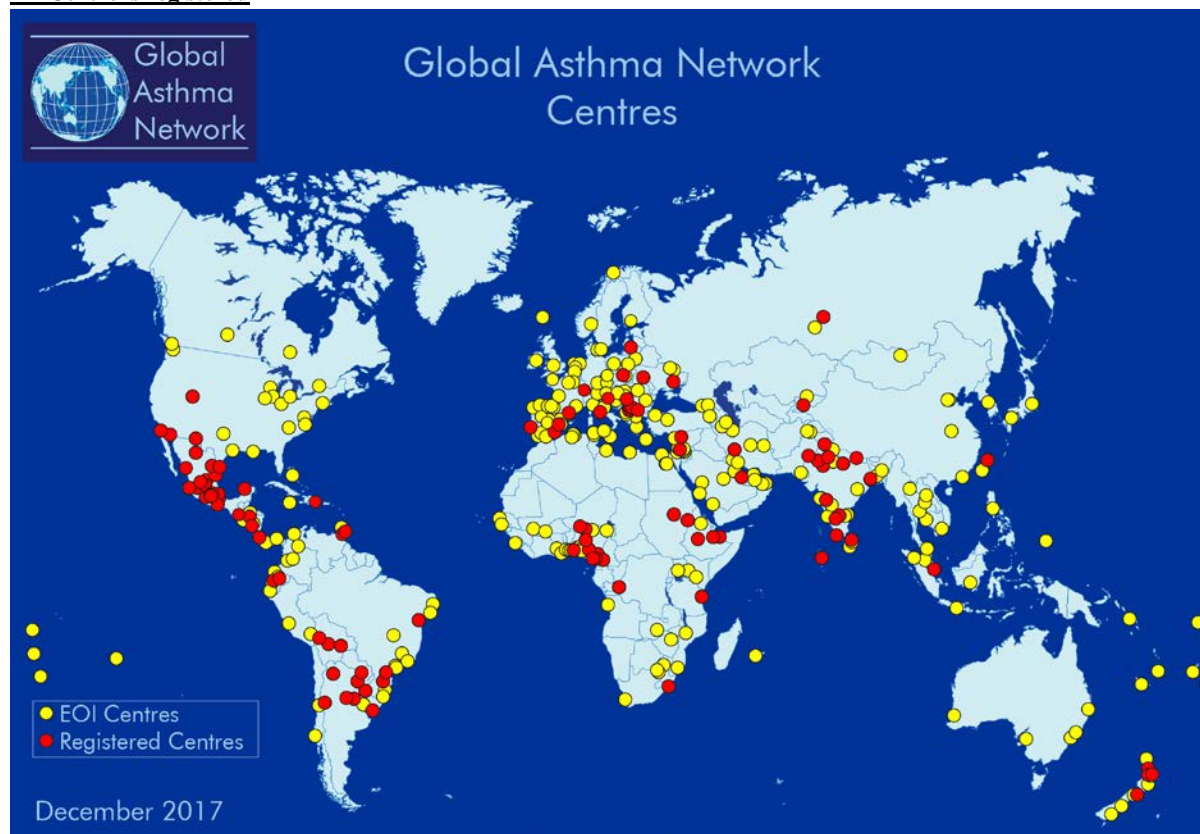 Global
Asthma
Network
Global Asthma Network
Centres
EOI Centres
Registered Centres
December 2017